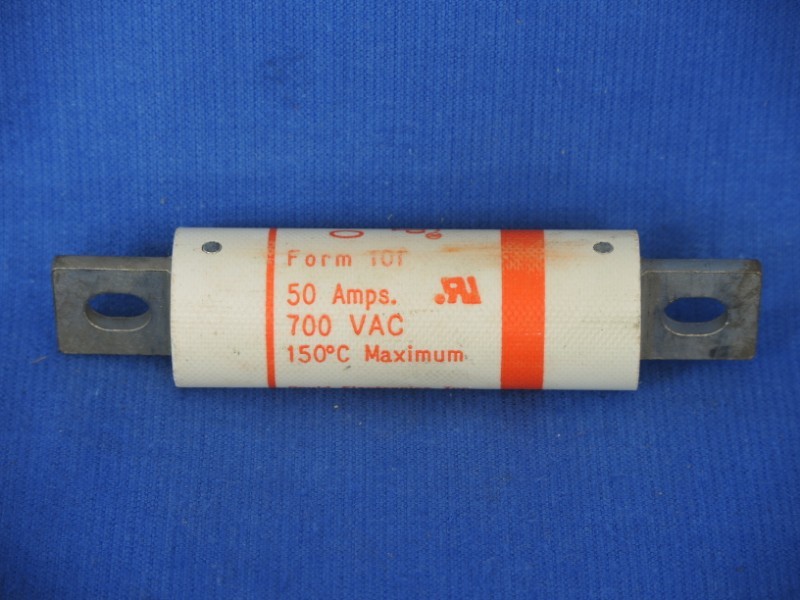 Form 101
50 Amps.
700 VAC
150°C Maximum